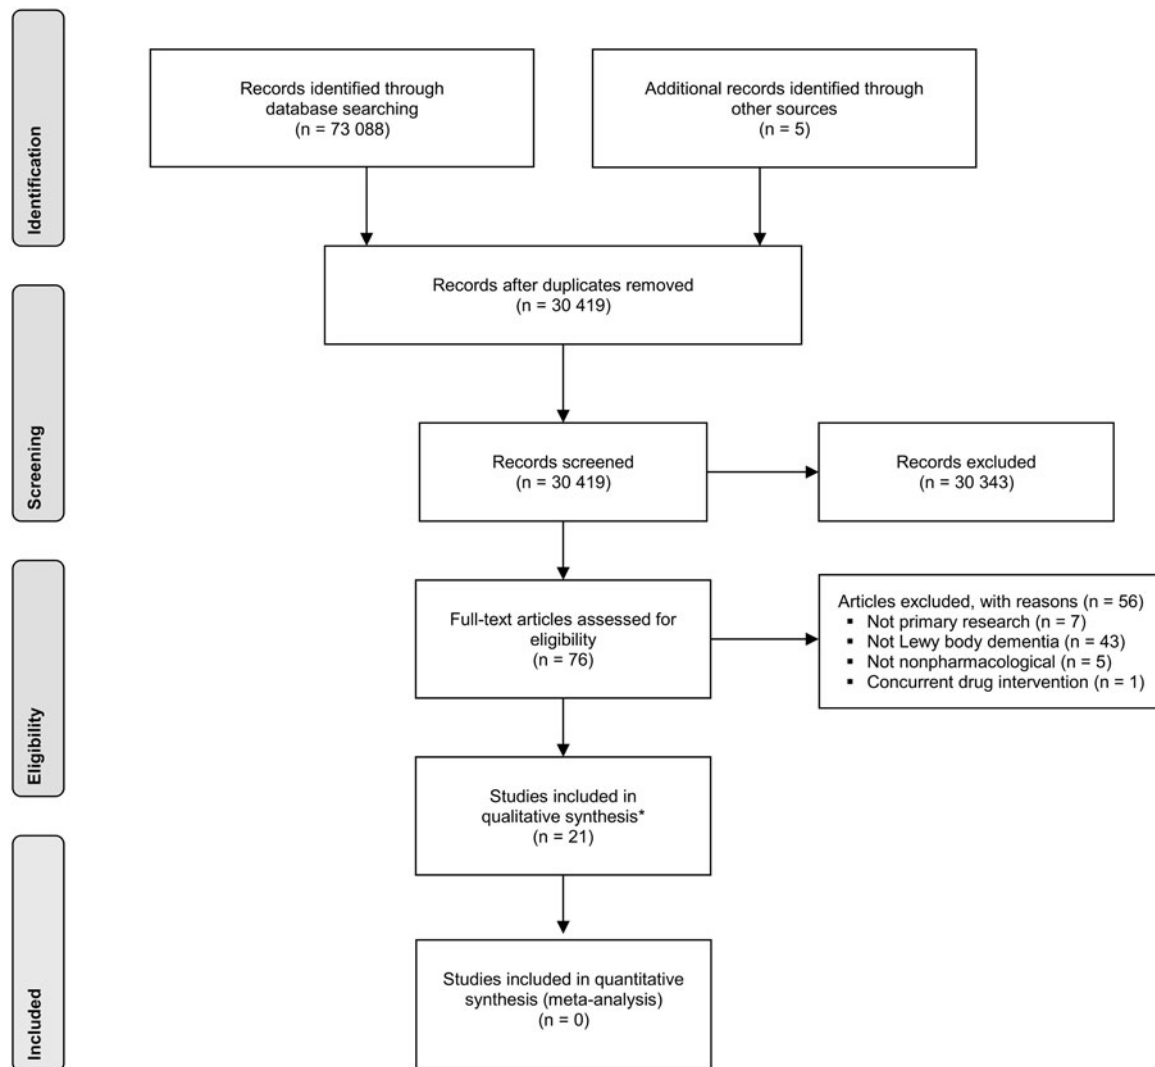 Identification
Records identified through
database searching
(n = 73 088)
Additional records identified through
other sources
(n = 5)
Records after duplicates removed
(n = 30 419)
Screening
Records screened
(n = 30 419)
Records excluded
(n = 30 343)
Eligibility
Full-text articles assessed for
eligibility
(n = 76)
Articles excluded, with reasons (n = 56)
▪ Not primary research (n = 7)
▪ Not Lewy body dementia (n = 43)
▪ Not nonpharmacological (n = 5)
▪ Concurrent drug intervention (n = 1)
Studies included in
qualitative synthesis*
(n = 21)
Included
Studies included in quantitative
synthesis (meta-analysis)
(n = 0)